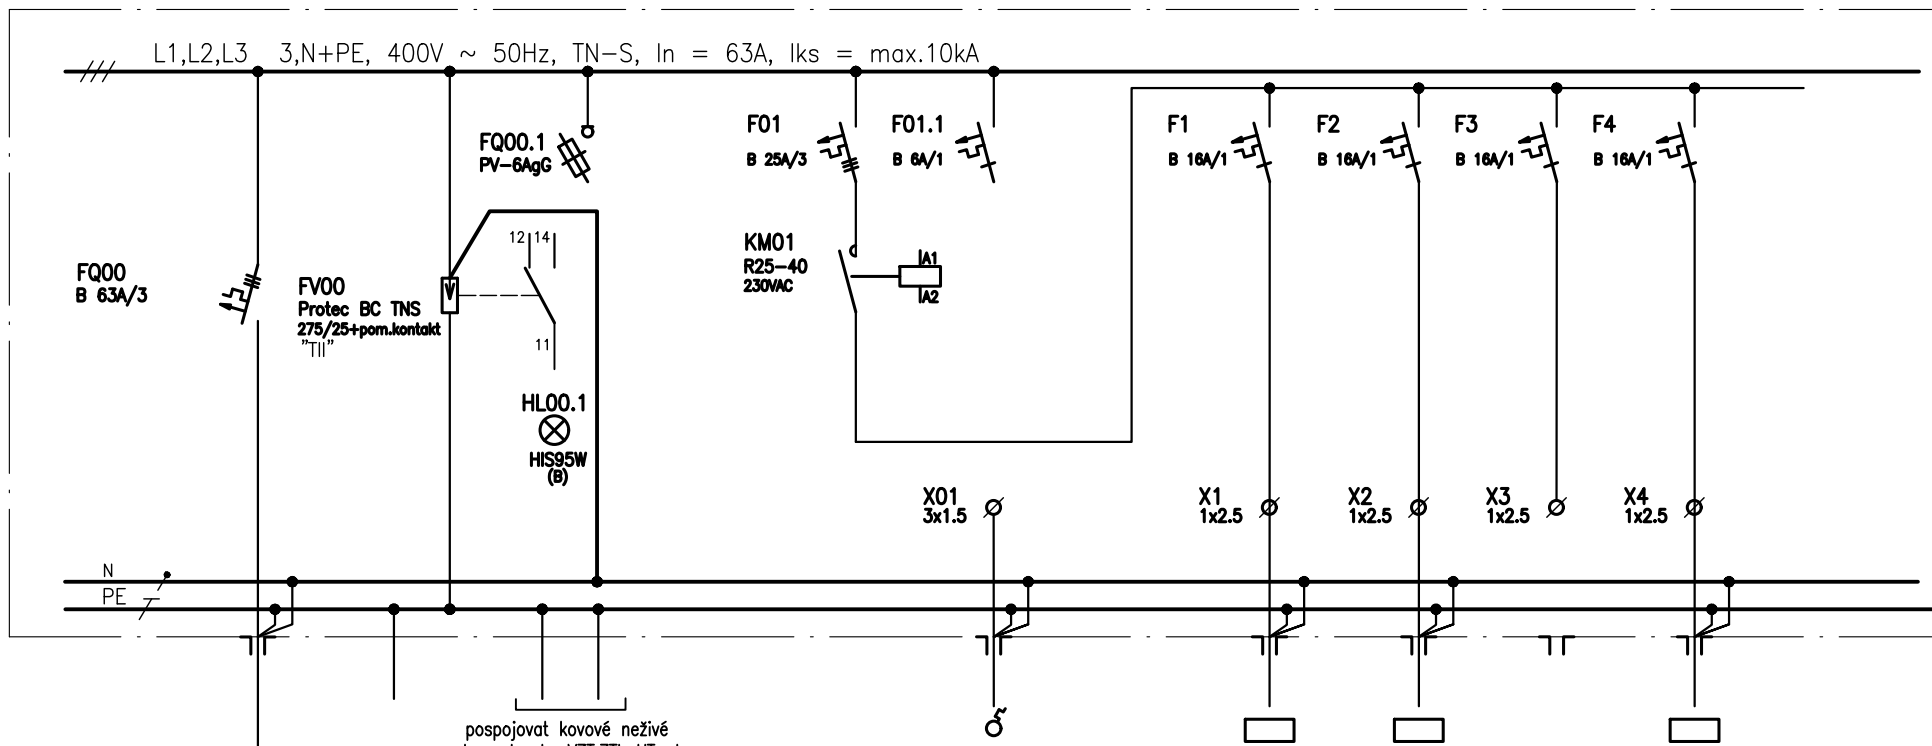 L1,L2,L3 3,N+PE, 400V ~ 50Hz, TN-S, In = 63A, Iks = max.10kA
FQ00
B 63A/3
FV00
Protec BC TNS
275/25+pom.kontakt
"TII"
FQ00.1
PV-6AgG
12 14
11
HL00.1
HIS95W
(B)
F01
B 25A/3
F01.1
B 6A/1
KM01
R25-40
230VAC
A1
A2
F1
B 16A/1
F2
B 16A/1
F3
B 16A/1
F4
B 16A/1
X01
3x1.5
X1
1x2.5
X2
1x2.5
X3
1x2.5
X4
1x2.5
N
PE
pospojovat kovové neživé